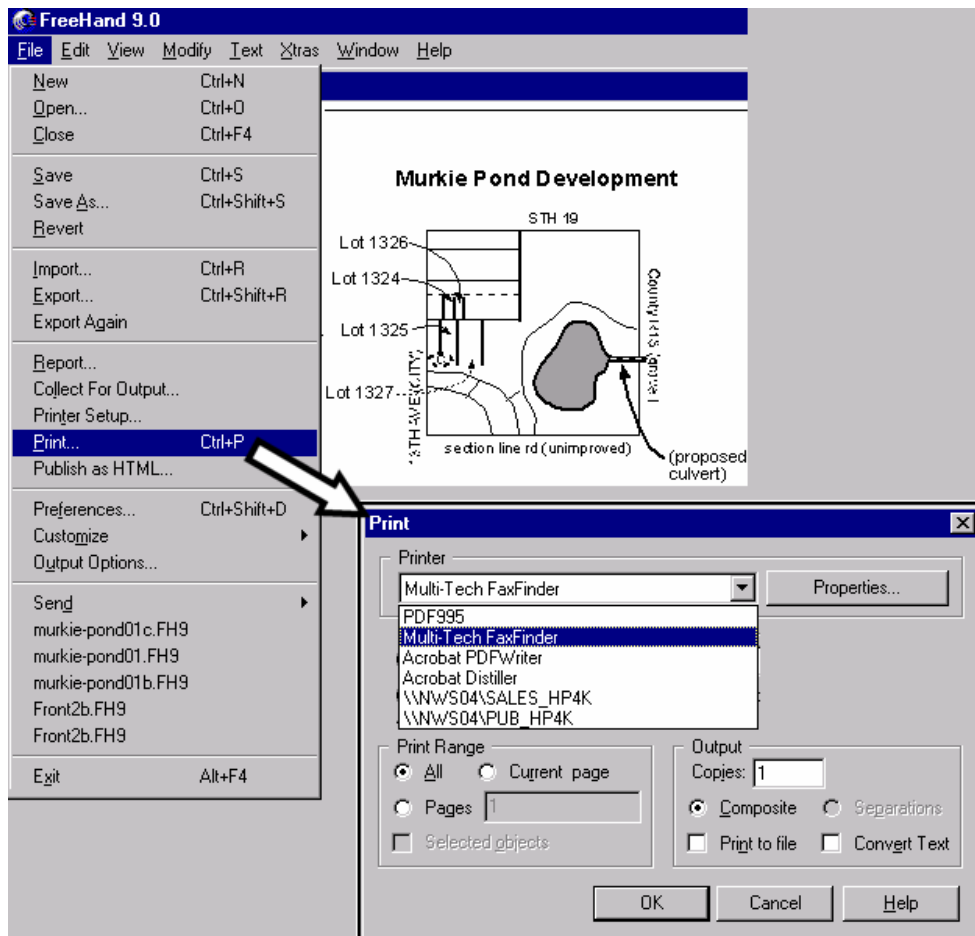 FreeHand 9.0
File Edit View Modify Text Xtras Window Help
New Ctrl+N
Open... Ctrl+O
Close Ctrl+F4
Save Ctrl+S
Save As... Ctrl+Shift+S
Revert
Import... Ctrl+R
Export... Ctrl+Shift+R
Export Again
Report...
Collect For Output...
Printer Setup...
Print... Ctrl+P
Publish as HTML...
Preferences... Ctrl+Shift+D
Customize
Output Options...
Send
murkie-pond01c.FH9
murkie-pond01.FH9
murkie-pond01b.FH9
Front2b.FH9
Front2b.FH9
Exit Alt+F4
Murkie Pond Development
STH 19
Lot 1326
Lot 1324
Lot 1325
Lot 1327
County
13TH AVE (CITY)
section line rd (unimproved)
(proposed
culvert)
Print
Printer
Multi-Tech FaxFinder
Properties...
PDF995
Multi-Tech FaxFinder
Acrobat PDFWriter
Acrobat Distiller
\\NWS04\SALES_HP4K
\\NWS04\PUB_HP4K
Print Range
All Current page
Pages 1
Selected objects
Output
Copies: 1
Composite Separations
Print to file Convert Text
OK Cancel Help